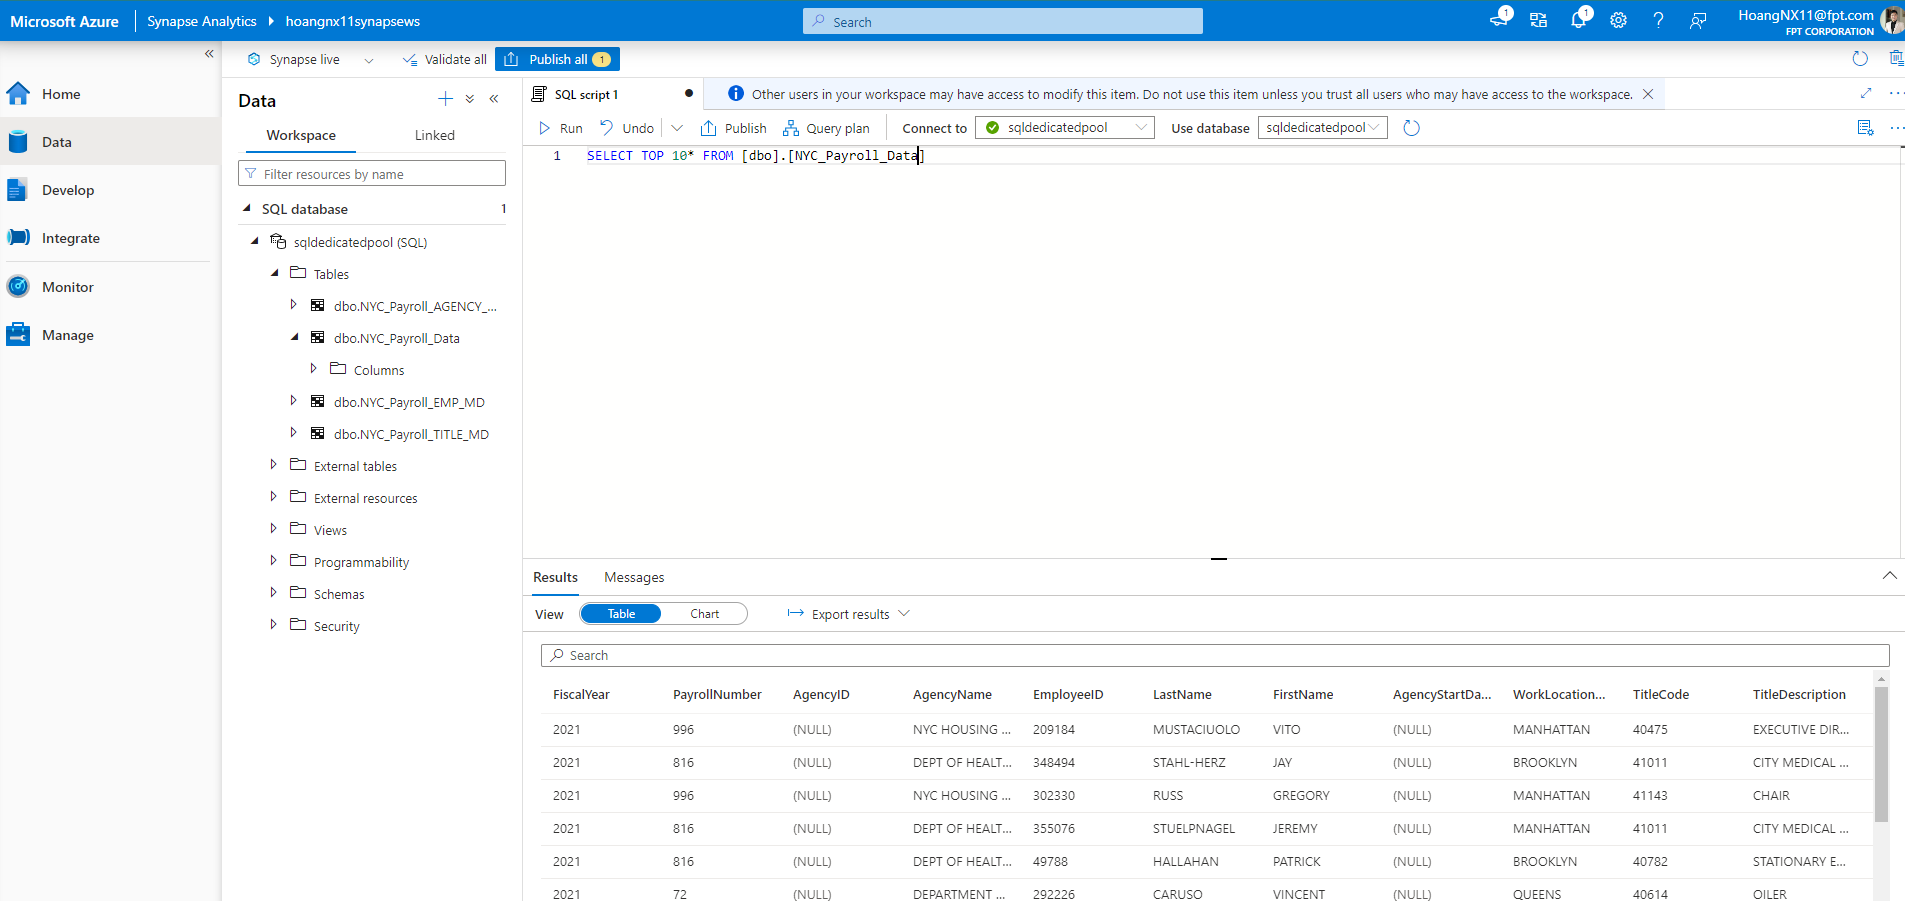 Microsoft Azure | Synapse Analytics hoangnx11synapsews
Search
1
1
HoangNX11@fpt.com
FPT CORPORATION
Synapse live
Validate all
Publish all 1
Home
Data
Develop
Integrate
Monitor
Manage
Data
Workspace
Linked
Filter resources by name
SQL database 1
sqldedicatedpool (SQL)
Tables
dbo.NYC_Payroll_AGENCY_...
dbo.NYC_Payroll_Data
Columns
dbo.NYC_Payroll_EMP_MD
dbo.NYC_Payroll_TITLE_MD
External tables
External resources
Views
Programmability
Schemas
Security
SQL script 1
Other users in your workspace may have access to modify this item. Do not use this item unless you trust all users who may have access to the workspace.
Run Undo Publish Query plan Connect to sqldedicatedpool Use database sqldedicatedpool
1 SELECT TOP 10* FROM [dbo].[NYC_Payroll_Data]
Results Messages
View Table Chart Export results
Search
FiscalYear PayrollNumber AgencyID AgencyName EmployeeID LastName FirstName AgencyStartDa... WorkLocation... TitleCode TitleDescription
2021 996 (NULL) NYC HOUSING ... 209184 MUSTACIUOLO VITO (NULL) MANHATTAN 40475 EXECUTIVE DIR...
2021 816 (NULL) DEPT OF HEALT... 348494 STAHL-HERZ JAY (NULL) BROOKLYN 41011 CITY MEDICAL ...
2021 996 (NULL) NYC HOUSING ... 302330 RUSS GREGORY (NULL) MANHATTAN 41143 CHAIR
2021 816 (NULL) DEPT OF HEALT... 355076 STUELPNAGEL JEREMY (NULL) MANHATTAN 41011 CITY MEDICAL ...
2021 816 (NULL) DEPT OF HEALT... 49788 HALLAHAN PATRICK (NULL) BROOKLYN 40782 STATIONARY E...
2021 72 (NULL) DEPARTMENT ... 292226 CARUSO VINCENT (NULL) QUEENS 40614 OILER